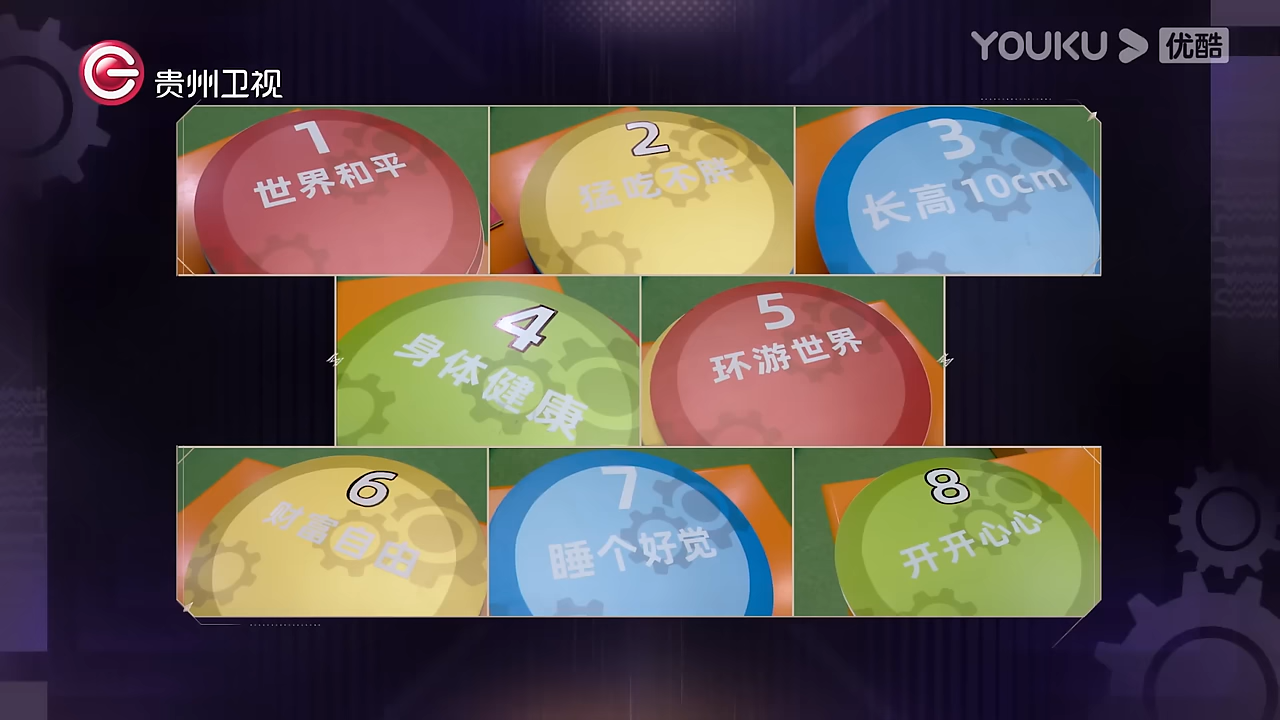 贵州卫视
YOUKU 优酷
1
世界和平
2
猛吃不胖
3
长高10cm
4
身体健康
5
环游世界
6
财富自由
7
睡个好觉
8
开开心心